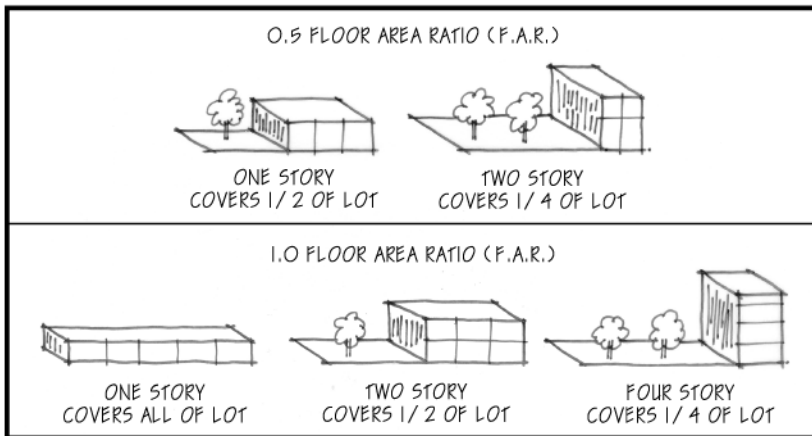 0.5 FLOOR AREA RATIO (F.A.R.)
ONE STORY
COVERS 1/2 OF LOT
TWO STORY
COVERS 1/4 OF LOT
1.0 FLOOR AREA RATIO (F.A.R.)
ONE STORY
COVERS ALL OF LOT
TWO STORY
COVERS 1/2 OF LOT
FOUR STORY
COVERS 1/4 OF LOT